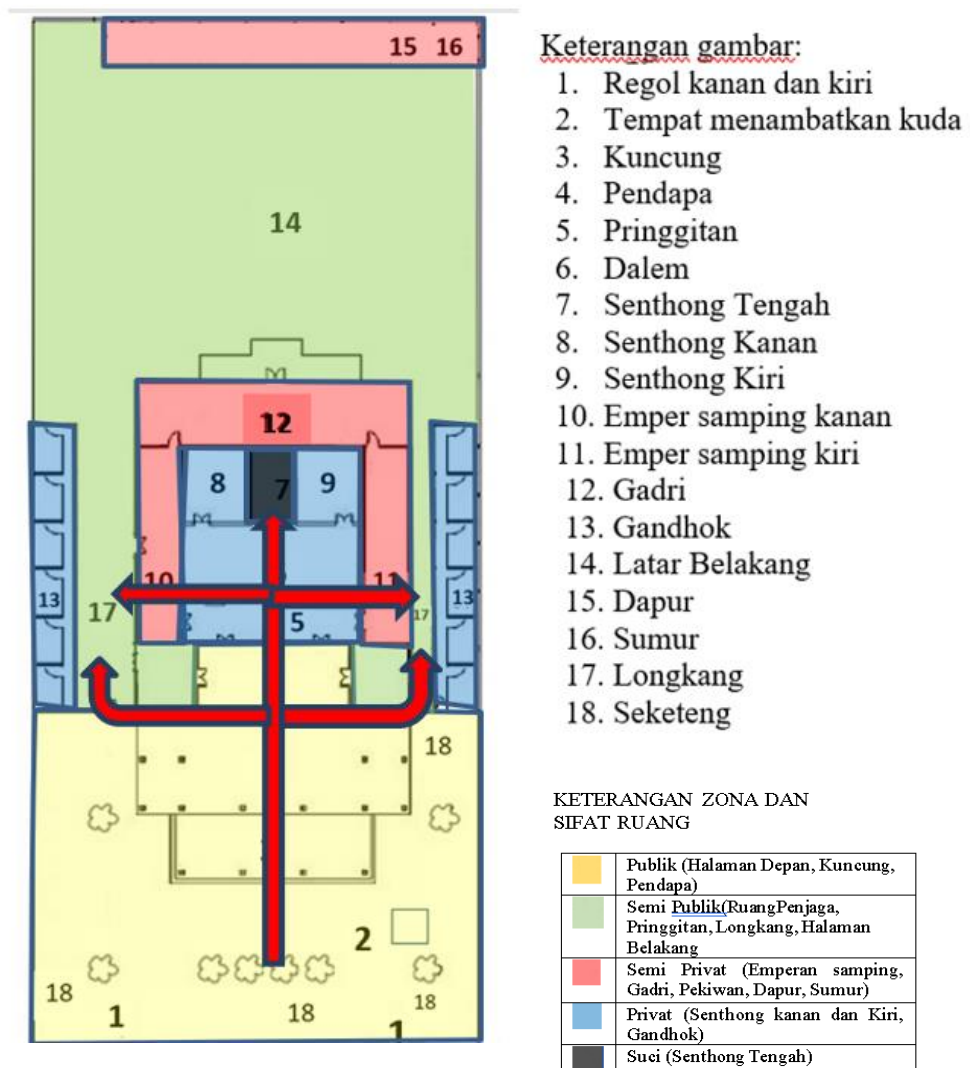 15 16
14
12
8 7 9
10 11
13 13
17 17
5
18
2
18 18 18
1 1
Keterangan gambar:
1. Regol kanan dan kiri
2. Tempat menambatkan kuda
3. Kuncung
4. Pendapa
5. Pringgitan
6. Dalem
7. Senthong Tengah
8. Senthong Kanan
9. Senthong Kiri
10. Emper samping kanan
11. Emper samping kiri
12. Gadri
13. Gandhok
14. Latar Belakang
15. Dapur
16. Sumur
17. Longkang
18. Seketeng
KETERANGAN ZONA DAN
SIFAT RUANG
Publik (Halaman Depan, Kuncung,
Pendapa)
Semi Publik(RuangPenjaga,
Pringgitan, Longkang, Halaman
Belakang
Semi Privat (Emperan samping,
Gadri, Pekiwan, Dapur, Sumur)
Privat (Senthong kanan dan Kiri,
Gandhok)
Suci (Senthong Tengah)